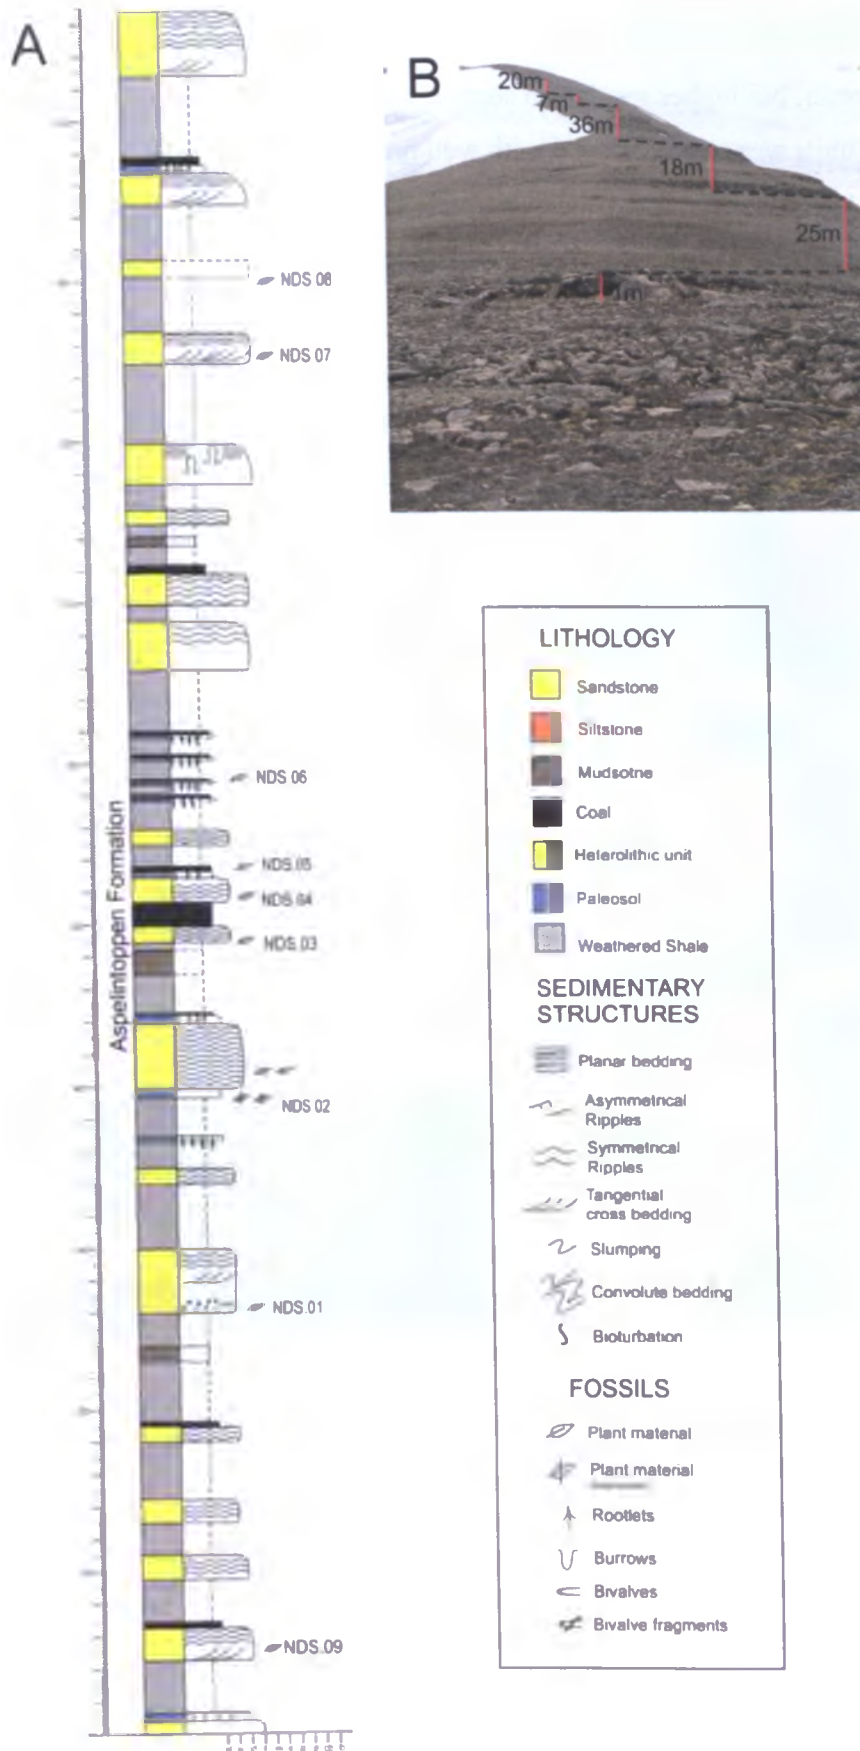 A
B
20m
7m
36m
18m
25m
1m
NDS 08
NDS 07
NDS.06
NDS.05
NDS.04
NDS.03
NDS 02
NDS.01
NDS.09
Aspelintoppen Formation
LITHOLOGY
Sandstone
Siltstone
Mudsotne
Coal
Heterolithic unit
Paleosol
Weathered Shale
SEDIMENTARY
STRUCTURES
Planar bedding
Asymmetrical
Ripples
Symmetrical
Ripples
Tangential
cross bedding
Slumping
Convolute bedding
Bioturbation
FOSSILS
Plant material
Plant material
Rootlets
Burrows
Bivalves
Bivalve fragments